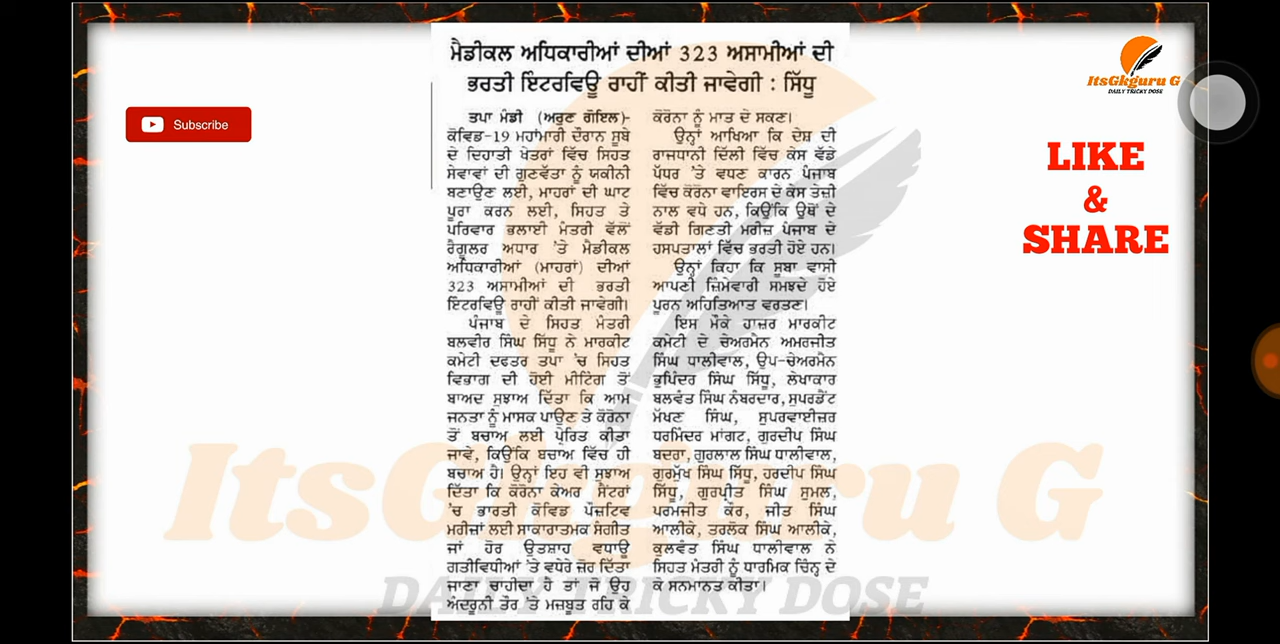 ਮੈਡੀਕਲ ਅਧਿਕਾਰੀਆਂ ਦੀਆਂ 323 ਅਸਾਮੀਆਂ ਦੀ
ਭਰਤੀ ਇੰਟਰਵਿਊ ਰਾਹੀਂ ਕੀਤੀ ਜਾਵੇਗੀ : ਸਿੱਧੂ
ਤਪਾ ਮੰਡੀ (ਅਰੁਣ ਗੋਇਲ)-
ਕੋਵਿਡ-19 ਮਹਾਂਮਾਰੀ ਦੌਰਾਨ ਸੂਬੇ
ਦੇ ਦਿਹਾਤੀ ਖੇਤਰਾਂ ਵਿੱਚ ਸਿਹਤ
ਸੇਵਾਵਾਂ ਦੀ ਗੁਣਵੱਤਾ ਨੂੰ ਯਕੀਨੀ
ਬਣਾਉਣ ਲਈ, ਮਾਹਰਾਂ ਦੀ ਘਾਟ
ਪੂਰਾ ਕਰਨ ਲਈ, ਸਿਹਤ ਤੇ
ਪਰਿਵਾਰ ਭਲਾਈ ਮੰਤਰੀ ਵੱਲੋਂ
ਰੈਗੂਲਰ ਅਧਾਰ 'ਤੇ ਮੈਡੀਕਲ
ਅਧਿਕਾਰੀਆਂ (ਮਾਹਰਾਂ) ਦੀਆਂ
323 ਅਸਾਮੀਆਂ ਦੀ ਭਰਤੀ
ਇੰਟਰਵਿਊ ਰਾਹੀਂ ਕੀਤੀ ਜਾਵੇਗੀ।
ਪੰਜਾਬ ਦੇ ਸਿਹਤ ਮੰਤਰੀ
ਬਲਵੀਰ ਸਿੰਘ ਸਿੱਧੂ ਨੇ ਮਾਰਕੀਟ
ਕਮੇਟੀ ਦਫਤਰ ਤਪਾ 'ਚ ਸਿਹਤ
ਵਿਭਾਗ ਦੀ ਹੋਈ ਮੀਟਿੰਗ ਤੋਂ
ਬਾਅਦ ਸੁਝਾਅ ਦਿੱਤਾ ਕਿ ਆਮ
ਜਨਤਾ ਨੂੰ ਮਾਸਕ ਪਾਉਣ ਤੇ ਕੋਰੋਨਾ
ਤੋਂ ਬਚਾਅ ਲਈ ਪ੍ਰੇਰਿਤ ਕੀਤਾ
ਜਾਵੇ, ਕਿਉਂਕਿ ਬਚਾਅ ਵਿੱਚ ਹੀ
ਬਚਾਅ ਹੈ। ਉਨ੍ਹਾਂ ਇਹ ਵੀ ਸੁਝਾਅ
ਦਿੱਤਾ ਕਿ ਕੋਰੋਨਾ ਕੇਅਰ ਸੈਂਟਰਾਂ
'ਚ ਭਾਰਤੀ ਕੋਵਿਡ ਪੌਜ਼ਟਿਵ
ਮਰੀਜ਼ਾਂ ਲਈ ਸਾਕਾਰਾਤਮਕ ਸੰਗੀਤ
ਜਾਂ ਹੋਰ ਉਤਸ਼ਾਹ ਵਧਾਊ
ਗਤੀਵਿਧੀਆਂ 'ਤੇ ਵਧੇਰੇ ਜ਼ੋਰ ਦਿੱਤਾ
ਜਾਣਾ ਚਾਹੀਦਾ ਹੈ ਤਾਂ ਜੋ ਉਹ
ਅੰਦਰੂਨੀ ਤੌਰ 'ਤੇ ਮਜ਼ਬੂਤ ਰਹਿ ਕੇ
ਕੋਰੋਨਾ ਨੂੰ ਮਾਤ ਦੇ ਸਕਣ।
ਉਨ੍ਹਾਂ ਆਖਿਆ ਕਿ ਦੇਸ਼ ਦੀ
ਰਾਜਧਾਨੀ ਦਿੱਲੀ ਵਿੱਚ ਕੇਸ ਵੱਡੇ
ਪੱਧਰ 'ਤੇ ਵਧਣ ਕਾਰਨ ਪੰਜਾਬ
ਵਿੱਚ ਕੋਰੋਨਾ ਵਾਇਰਸ ਦੇ ਕੇਸ ਤੇਜ਼ੀ
ਨਾਲ ਵਧੇ ਹਨ, ਕਿਉਂਕਿ ਉਥੋਂ ਦੇ
ਵੱਡੀ ਗਿਣਤੀ ਮਰੀਜ਼ ਪੰਜਾਬ ਦੇ
ਹਸਪਤਾਲਾਂ ਵਿੱਚ ਭਰਤੀ ਹੋਏ ਹਨ।
ਉਨ੍ਹਾਂ ਕਿਹਾ ਕਿ ਸੂਬਾ ਵਾਸੀ
ਆਪਣੀ ਜ਼ਿੰਮੇਵਾਰੀ ਸਮਝਦੇ ਹੋਏ
ਪੂਰਨ ਅਹਿਤਿਆਤ ਵਰਤਣ।
ਇਸ ਮੌਕੇ ਹਾਜ਼ਰ ਮਾਰਕੀਟ
ਕਮੇਟੀ ਦੇ ਚੇਅਰਮੈਨ ਅਮਰਜੀਤ
ਸਿੰਘ ਧਾਲੀਵਾਲ, ਉਪ-ਚੇਅਰਮੈਨ
ਭੁਪਿੰਦਰ ਸਿੰਘ ਸਿੱਧੂ, ਲੇਖਾਕਾਰ
ਬਲਵੰਤ ਸਿੰਘ ਨੰਬਰਦਾਰ, ਸੁਪਰਡੈਂਟ
ਮੱਖਣ ਸਿੰਘ, ਸੁਪਰਵਾਈਜ਼ਰ
ਧਰਮਿੰਦਰ ਮਾਂਗਟ, ਗੁਰਦੀਪ ਸਿੰਘ
ਬਦਰਾ, ਗੁਰਲਾਲ ਸਿੰਘ ਧਾਲੀਵਾਲ,
ਗੁਰਮੁੱਖ ਸਿੰਘ ਸਿੱਧੂ, ਹਰਦੀਪ ਸਿੰਘ
ਸਿੱਧੂ, ਗੁਰਪ੍ਰੀਤ ਸਿੰਘ ਸੁਮਲ,
ਪਰਮਜੀਤ ਕੌਰ, ਜੀਤ ਸਿੰਘ
ਆਲੀਕੇ, ਤਰਲੋਕ ਸਿੰਘ ਆਲੀਕੇ,
ਕੁਲਵੰਤ ਸਿੰਘ ਧਾਲੀਵਾਲ ਨੇ
ਸਿਹਤ ਮੰਤਰੀ ਨੂੰ ਧਾਰਮਿਕ ਚਿੰਨ੍ਹ ਦੇ
ਕੇ ਸਨਮਾਨਤ ਕੀਤਾ।
Subscribe
ItsGkguru G
DAILY TRICKY DOSE
LIKE
&
SHARE
ItsGkguru G
DAILY TRICKY DOSE